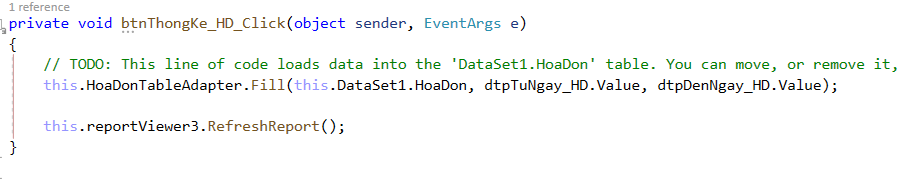 1 reference
private void btnThongKe_HD_Click(object sender, EventArgs e)
{
// TODO: This line of code loads data into the 'DataSet1.HoaDon' table. You can move, or remove it,
this.HoaDonTableAdapter.Fill(this.DataSet1.HoaDon, dtpTuNgay_HD.Value, dtpDenNgay_HD.Value);
this.reportViewer3.RefreshReport();
}